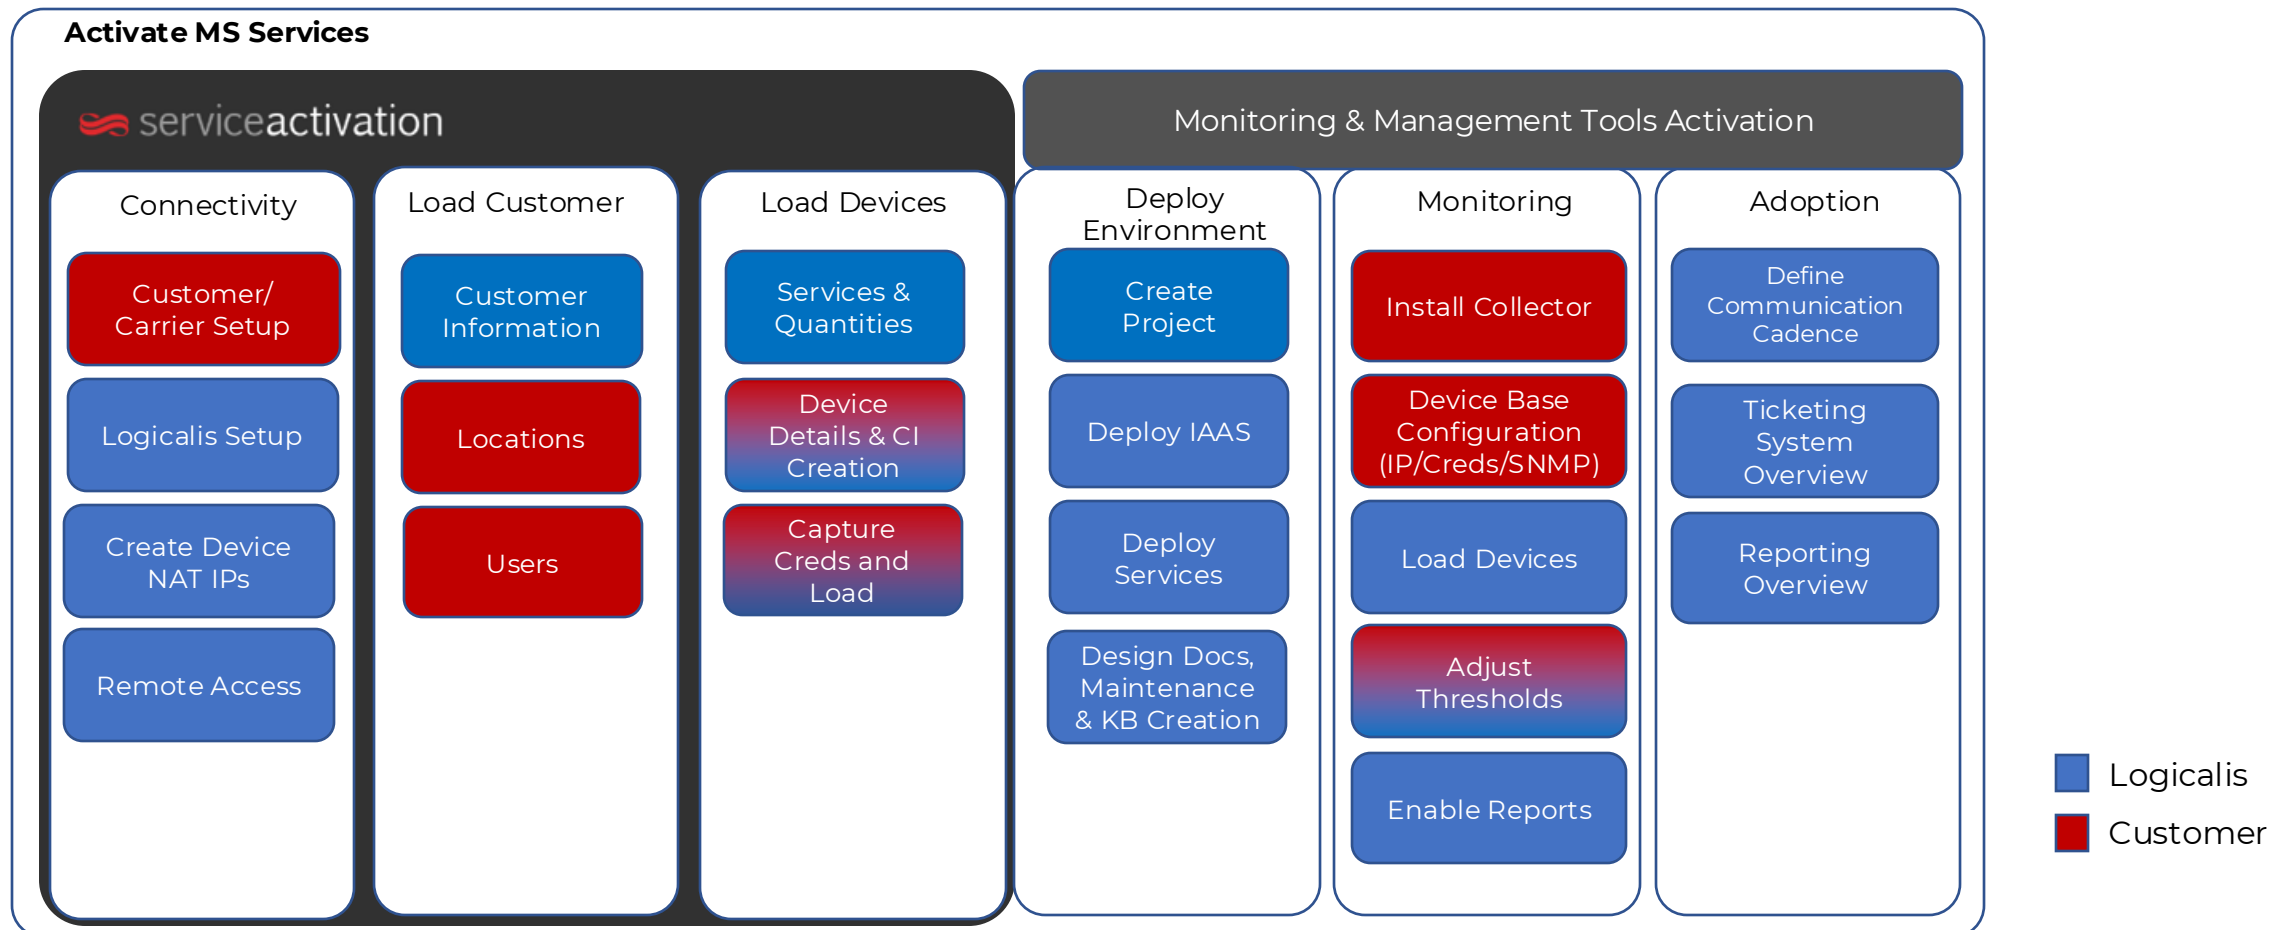 Activate MS Services
serviceactivation
Monitoring & Management Tools Activation
Connectivity
Customer/
Carrier Setup
Logicalis Setup
Create Device
NAT IPs
Remote Access
Load Customer
Customer
Information
Locations
Users
Load Devices
Services &
Quantities
Device
Details & CI
Creation
Capture
Creds and
Load
Deploy
Environment
Create
Project
Deploy IAAS
Deploy
Services
Design Docs,
Maintenance
& KB Creation
Monitoring
Install Collector
Device Base
Configuration
(IP/Creds/SNMP)
Load Devices
Adjust
Thresholds
Enable Reports
Adoption
Define
Communication
Cadence
Ticketing
System
Overview
Reporting
Overview
Logicalis
Customer